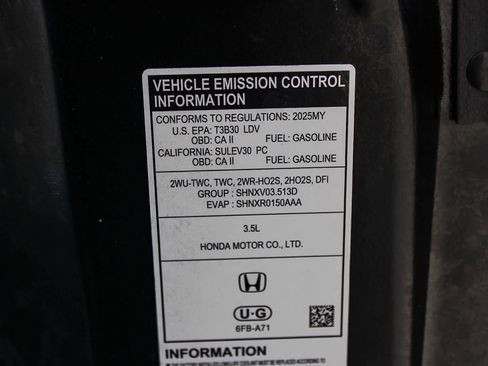 VEHICLE EMISSION CONTROL
INFORMATION
CONFORMS TO REGULATIONS: 2025MY
U.S. EPA: T3B30 LDV
OBD: CA II FUEL: GASOLINE
CALIFORNIA: SULEV30 PC
OBD: CA II FUEL: GASOLINE
2WU-TWC, TWC, 2WR-HO2S, 2HO2S, DFI
GROUP : SHNXV03.513D
EVAP : SHNXR0150AAA
3.5L
HONDA MOTOR CO., LTD.
U-G
6FB-A71
INFORMATION